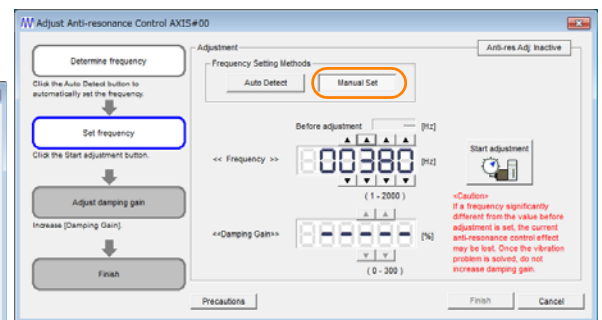 Adjust Anti-resonance Control AXIS#00
Determine frequency
Click the Auto Detect button to
automatically set the frequency.
Set frequency
Click the Start adjustment button.
Adjust damping gain
Increase [Damping Gain].
Finish
Adjustment
Anti-res Adj: Inactive
Frequency Setting Methods
Auto Detect
Manual Set
Before adjustment --- [Hz]
<< Frequency >> 00380 [Hz]
( 1 - 2000 )
<<Damping Gain>> ----- [%]
( 0 - 300 )
Start adjustment
<Caution>
If a frequency significantly
different from the value before
adjustment is set, the current
anti-resonance control effect
may be lost. Once the vibration
problem is solved, do not
increase damping gain.
Precautions
Finish
Cancel